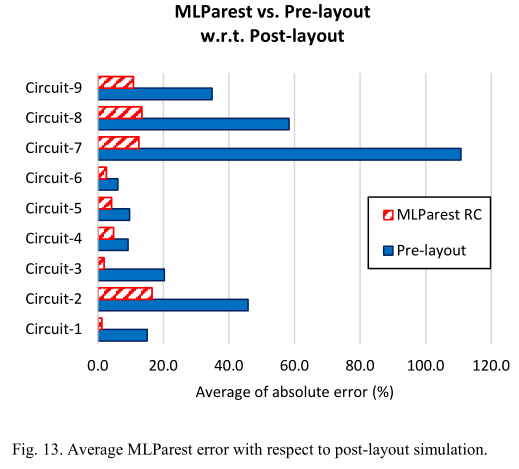 MLParest vs. Pre-layout
w.r.t. Post-layout
Circuit-9
Circuit-8
Circuit-7
Circuit-6
Circuit-5
Circuit-4
Circuit-3
Circuit-2
Circuit-1
MLParest RC
Pre-layout
0.0 20.0 40.0 60.0 80.0 100.0 120.0
Average of absolute error (%)
Fig. 13. Average MLParest error with respect to post-layout simulation.